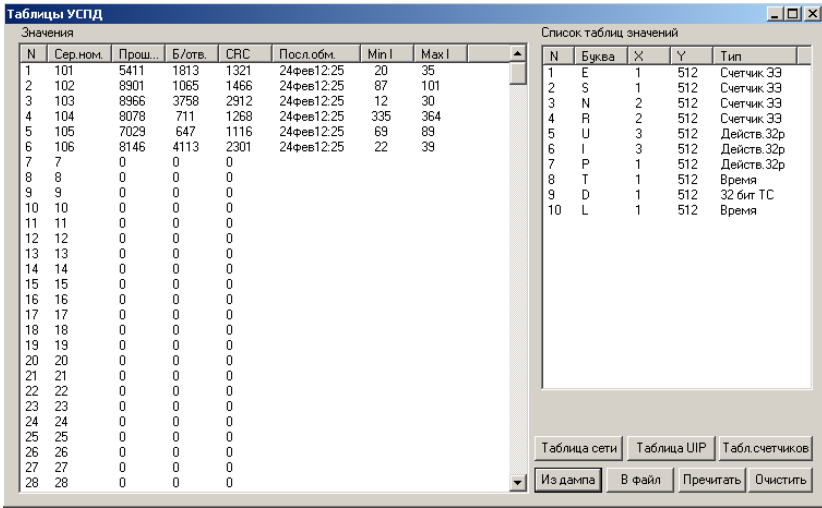 Таблицы УСПД
Значения
N Сер.ном. Прош... Б/отв. CRC Посл.обм. Min I Max I
1 101 5411 1813 1321 24фев12:25 20 35
2 102 8901 1065 1466 24фев12:25 87 101
3 103 8966 3758 2912 24фев12:25 12 30
4 104 8078 711 1268 24фев12:25 335 364
5 105 7029 647 1116 24фев12:25 69 89
6 106 8146 4113 2301 24фев12:25 22 39
7 7 0 0 0
8 8 0 0 0
9 9 0 0 0
10 10 0 0 0
11 11 0 0 0
12 12 0 0 0
13 13 0 0 0
14 14 0 0 0
15 15 0 0 0
16 16 0 0 0
17 17 0 0 0
18 18 0 0 0
19 19 0 0 0
20 20 0 0 0
21 21 0 0 0
22 22 0 0 0
23 23 0 0 0
24 24 0 0 0
25 25 0 0 0
26 26 0 0 0
27 27 0 0 0
28 28 0 0 0
Список таблиц значений
N Буква X Y Тип
1 E 1 512 Счетчик ЭЭ
2 S 1 512 Счетчик ЭЭ
3 N 2 512 Счетчик ЭЭ
4 R 2 512 Счетчик ЭЭ
5 U 3 512 Действ.32р
6 I 3 512 Действ.32р
7 P 1 512 Действ.32р
8 T 1 512 Время
9 D 1 512 32 бит ТС
10 L 1 512 Время
Таблица сети Таблица UIP Табл.счетчиков
Из дампа В файл Пречитать Очистить